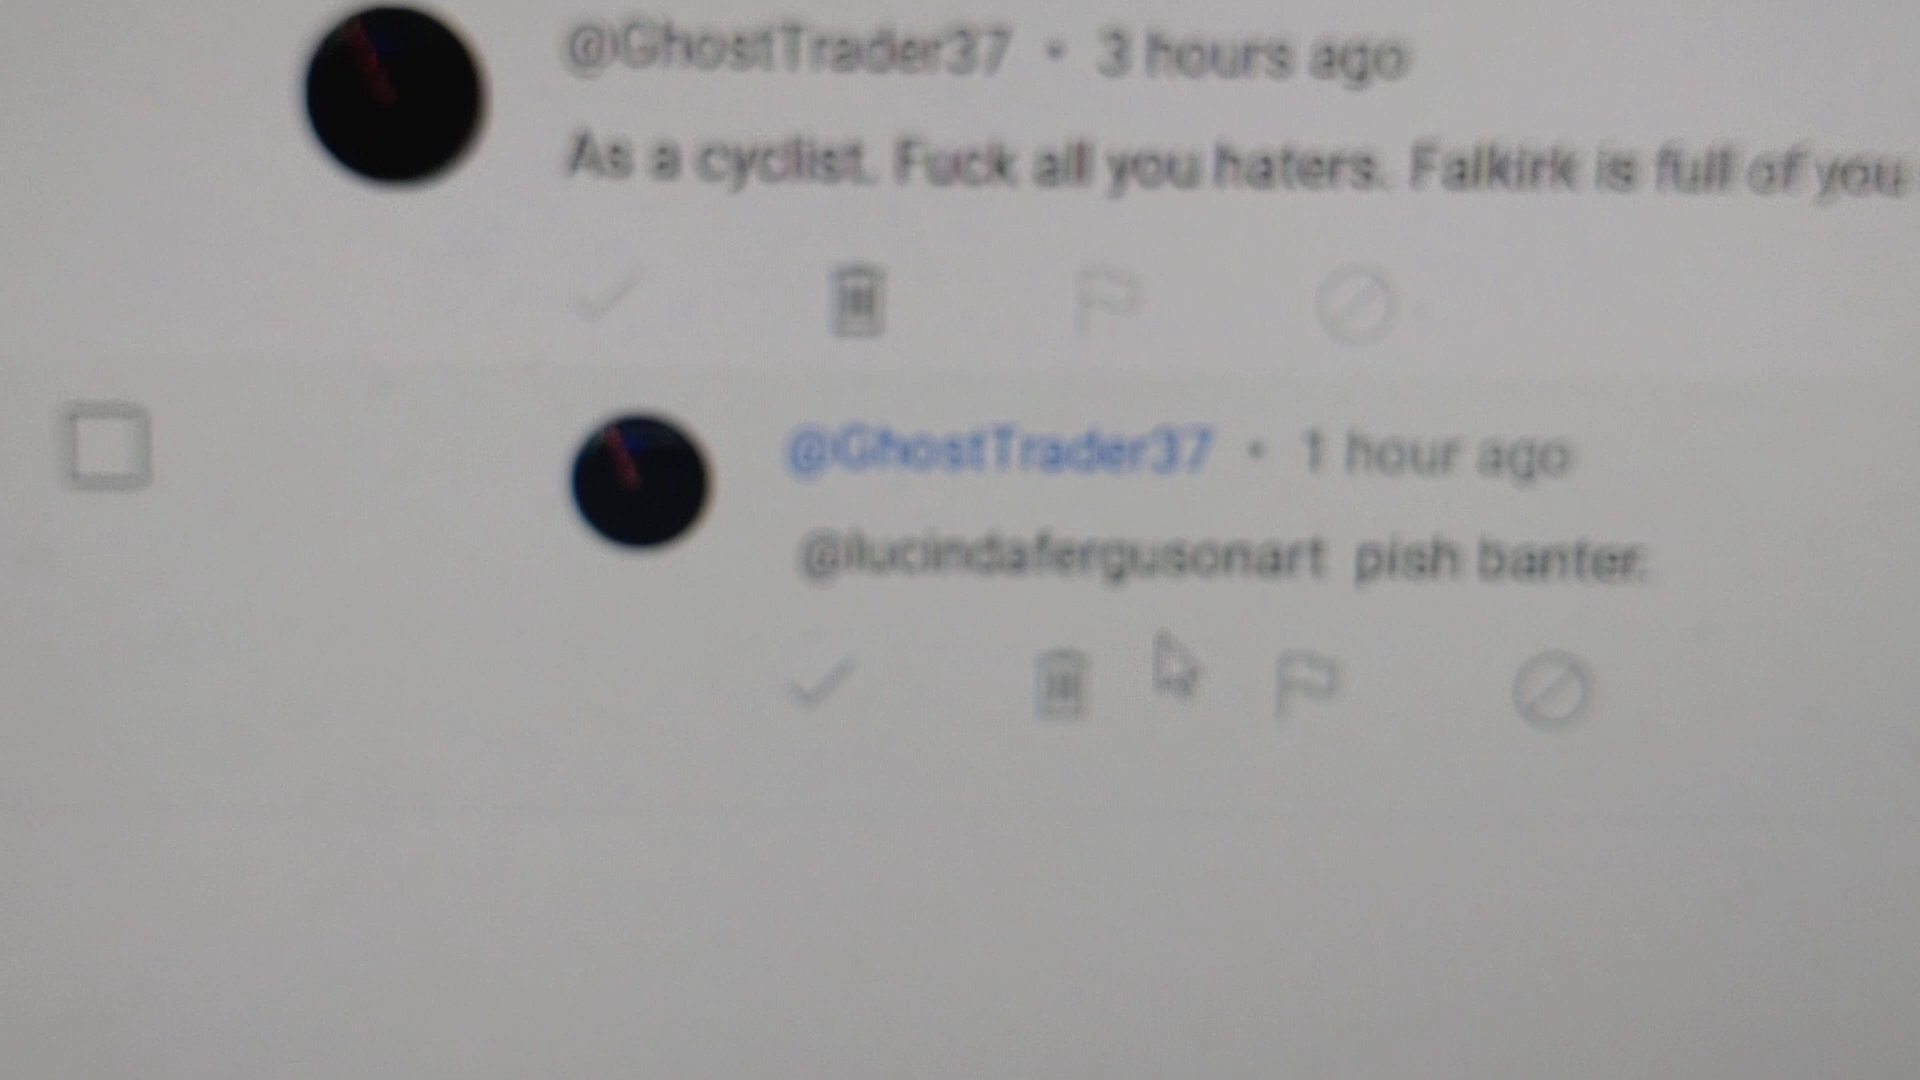 @GhostTrader37 • 3 hours ago
As a cyclist. Fuck all you haters. Falkirk is full of you
@GhostTrader37 • 1 hour ago
@lucindafergusonart pish banter.